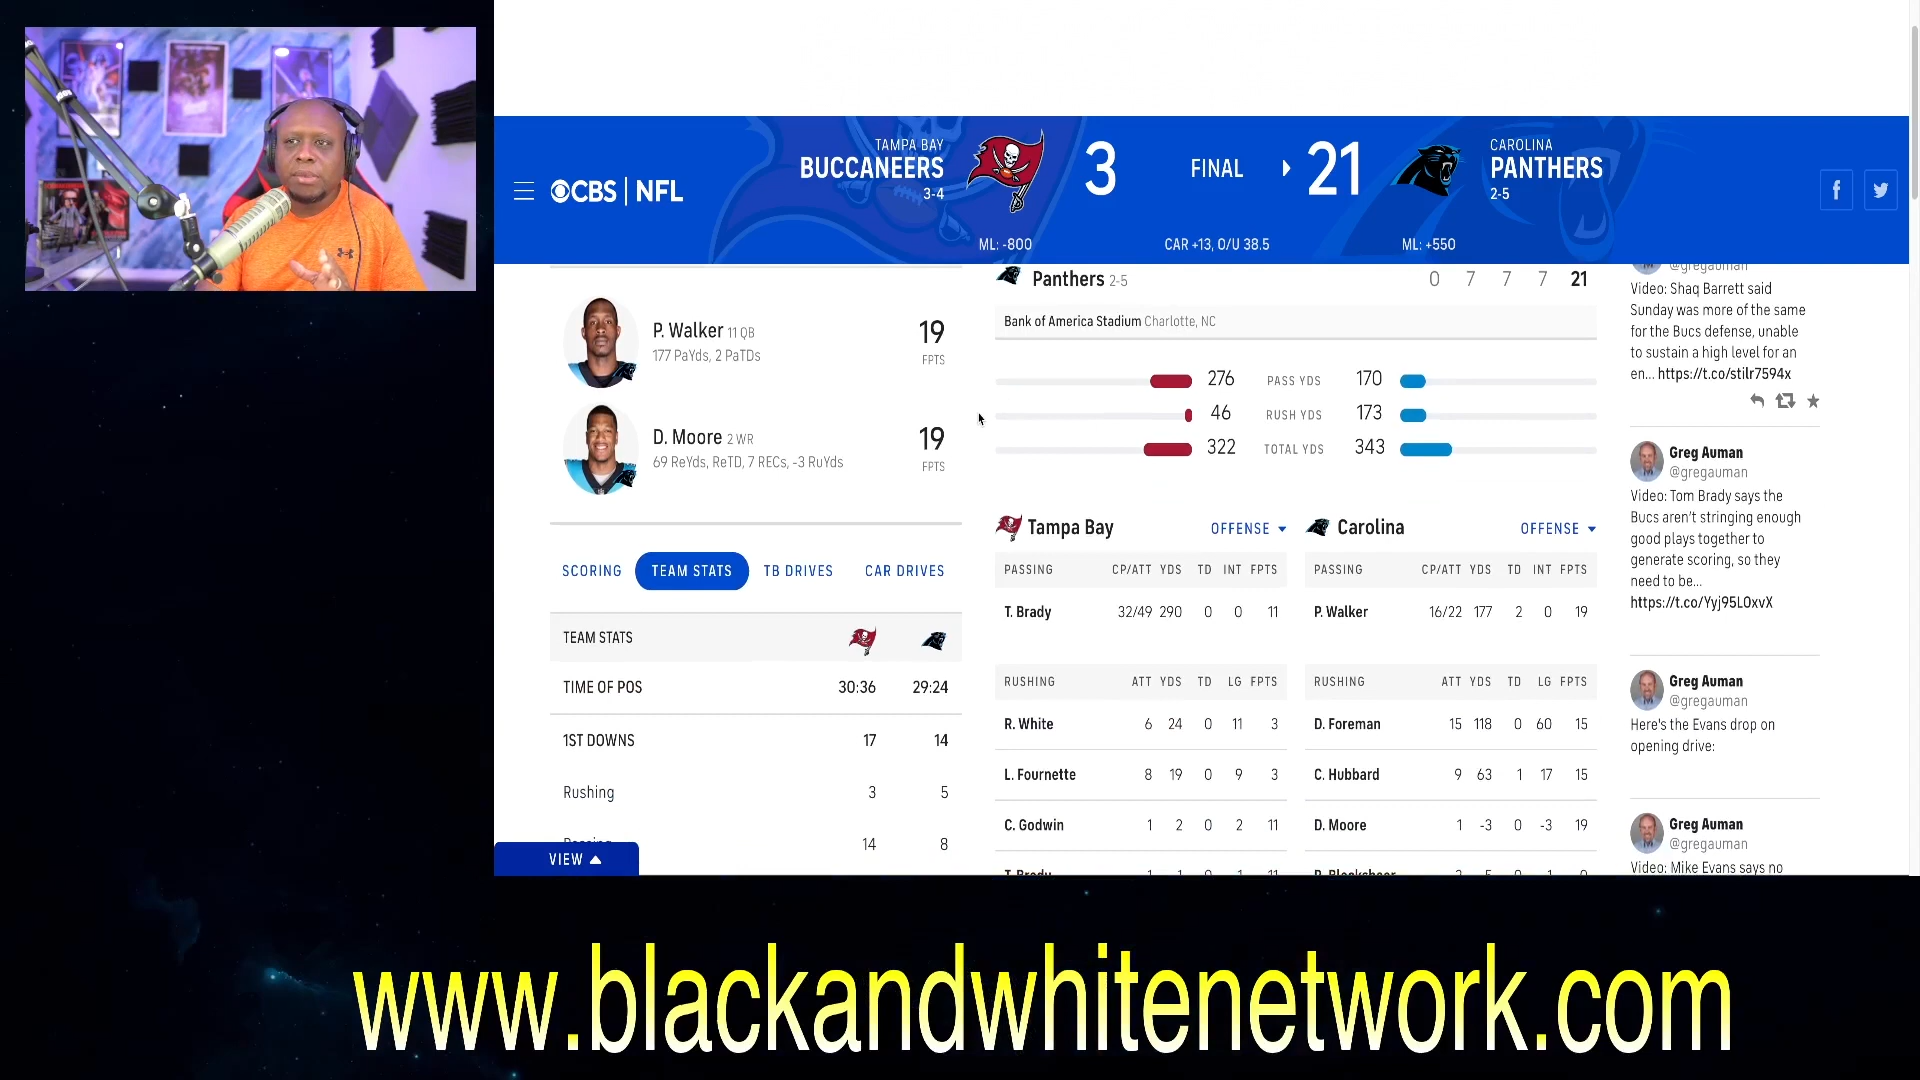 TAMPA BAY
BUCCANEERS
3-4
3
FINAL
21
CAROLINA
PANTHERS
2-5
CBS | NFL
ML: -800
CAR +13, O/U 38.5
ML: +550
P. Walker 11 QB
177 PaYds, 2 PaTDs
19
FPTS
D. Moore 2 WR
69 ReYds, ReTD, 7 RECs, -3 RuYds
19
FPTS
SCORING TEAM STATS TB DRIVES CAR DRIVES
TEAM STATS
TIME OF POS 30:36 29:24
1ST DOWNS 17 14
Rushing 3 5
Passing 14 8
VIEW
Panthers 2-5 0 7 7 7 21
Bank of America Stadium Charlotte, NC
276 PASS YDS 170
46 RUSH YDS 173
322 TOTAL YDS 343
Tampa Bay OFFENSE
PASSING CP/ATT YDS TD INT FPTS
T. Brady 32/49 290 0 0 11
RUSHING ATT YDS TD LG FPTS
R. White 6 24 0 11 3
L. Fournette 8 19 0 9 3
C. Godwin 1 2 0 2 11
T. Brady 1 1 0 1 11
Carolina OFFENSE
PASSING CP/ATT YDS TD INT FPTS
P. Walker 16/22 177 2 0 19
RUSHING ATT YDS TD LG FPTS
D. Foreman 15 118 0 60 15
C. Hubbard 9 63 1 17 15
D. Moore 1 -3 0 -3 19
@gregauman
Video: Shaq Barrett said
Sunday was more of the same
for the Bucs defense, unable
to sustain a high level for an
en... https://t.co/stilr7594x
Greg Auman
@gregauman
Video: Tom Brady says the
Bucs aren't stringing enough
good plays together to
generate scoring, so they
need to be...
https://t.co/Yyj95LOxvX
Greg Auman
@gregauman
Here's the Evans drop on
opening drive:
Greg Auman
@gregauman
Video: Mike Evans says no
www.blackandwhitenetwork.com